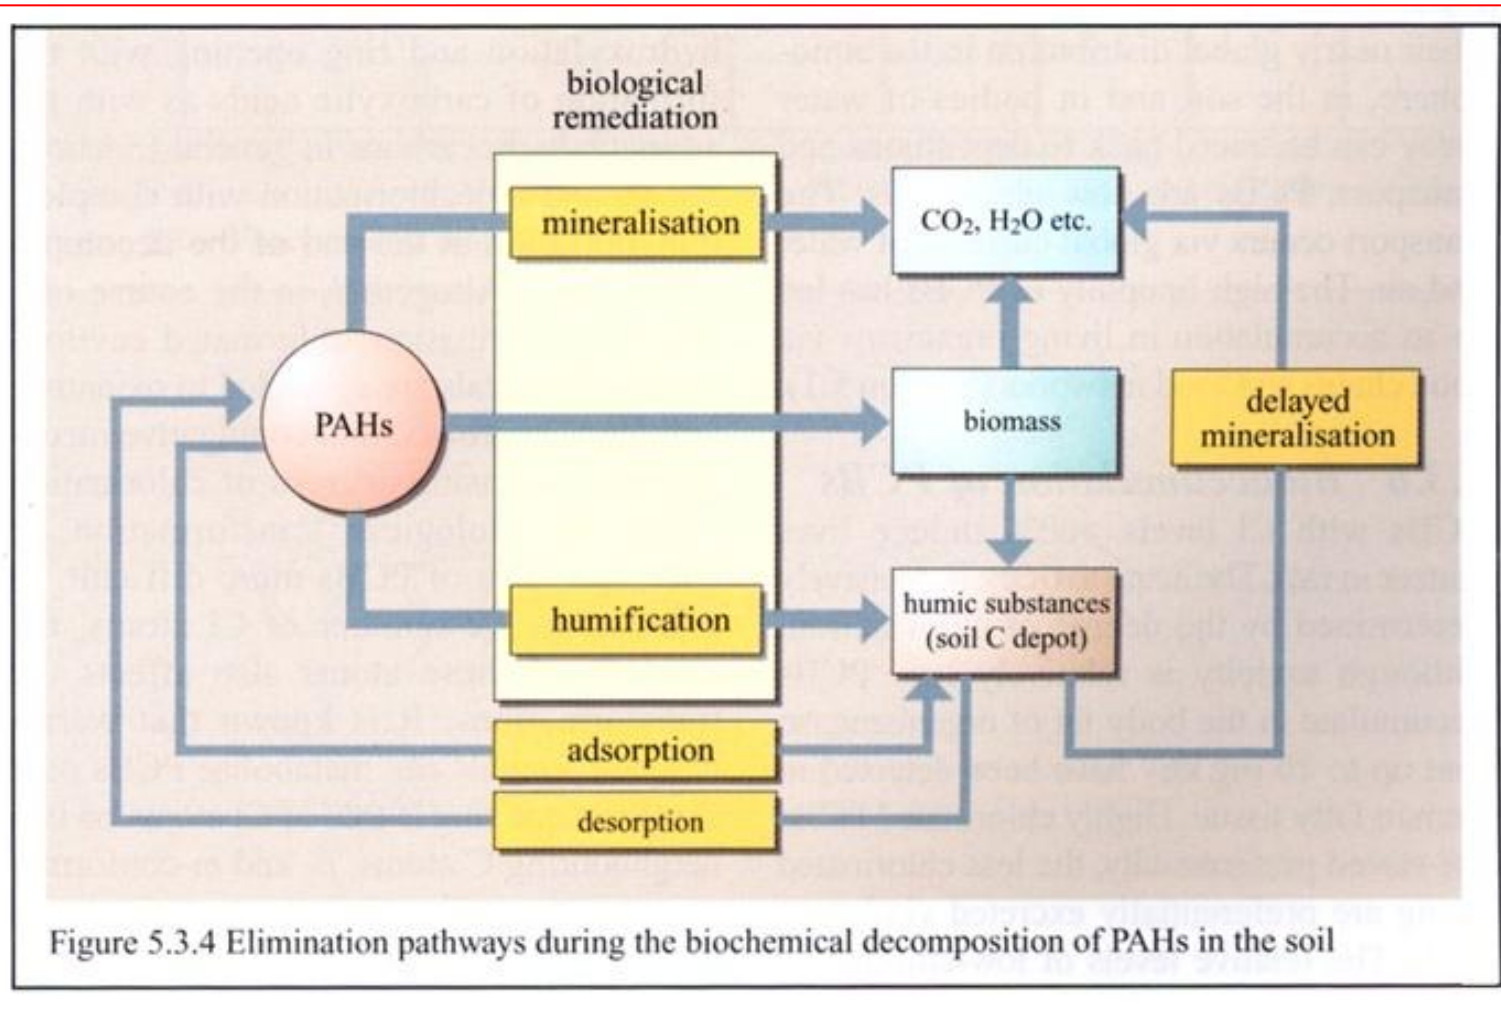 biological
remediation
mineralisation
CO₂, H₂O etc.
PAHs
biomass
delayed
mineralisation
humification
humic substances
(soil C depot)
adsorption
desorption
Figure 5.3.4 Elimination pathways during the biochemical decomposition of PAHs in the soil